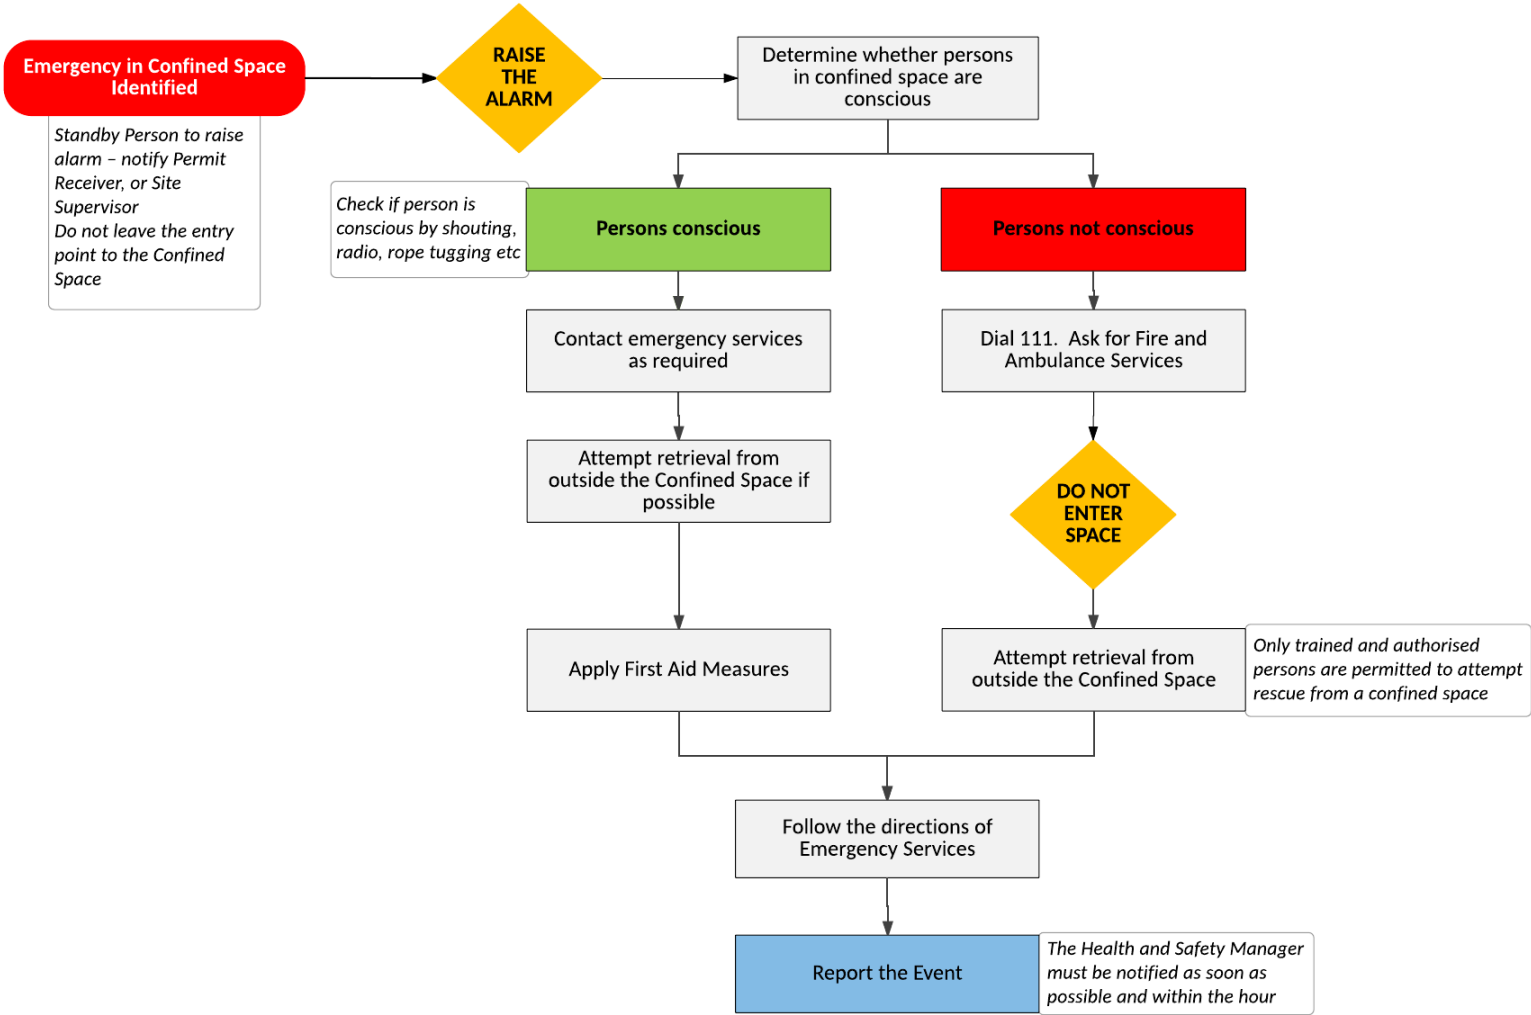 Emergency in Confined Space
Identified
Standby Person to raise
alarm – notify Permit
Receiver, or Site
Supervisor
Do not leave the entry
point to the Confined
Space
RAISE
THE
ALARM
Determine whether persons
in confined space are
conscious
Check if person is
conscious by shouting,
radio, rope tugging etc
Persons conscious
Persons not conscious
Contact emergency services
as required
Dial 111.  Ask for Fire and
Ambulance Services
Attempt retrieval from
outside the Confined Space if
possible
DO NOT
ENTER
SPACE
Apply First Aid Measures
Attempt retrieval from
outside the Confined Space
Only trained and authorised
persons are permitted to attempt
rescue from a confined space
Follow the directions of
Emergency Services
Report the Event
The Health and Safety Manager
must be notified as soon as
possible and within the hour